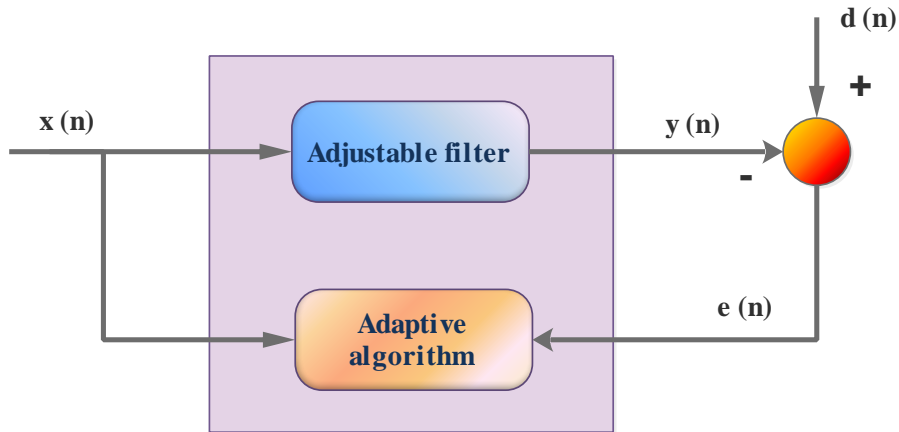 d (n)
+
x (n)
y (n)
Adjustable filter
-
e (n)
Adaptive
algorithm